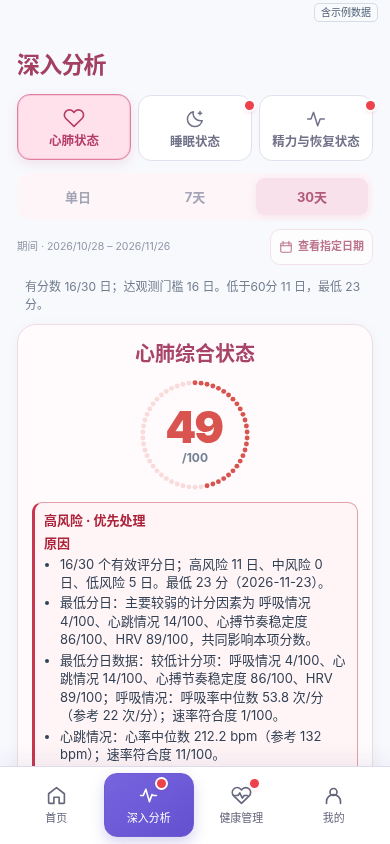 含示例数据
深入分析
心肺状态
睡眠状态
精力与恢复状态
单日
7天
30天
期间 · 2026/10/28 – 2026/11/26
查看指定日期
有分数 16/30 日；达观测门槛 16 日。低于60分 11 日，最低 23
分。
心肺综合状态
49
/100
高风险 · 优先处理
原因
• 16/30 个有效评分日；高风险 11 日、中风险 0
日、低风险 5 日。最低 23 分（2026-11-23）。
• 最低分日：主要较弱的计分因素为 呼吸情况
4/100、心跳情况 14/100、心搏节奏稳定度
86/100、HRV 89/100，共同影响本项分数。
• 最低分日数据：较低计分项：呼吸情况 4/100、心
跳情况 14/100、心搏节奏稳定度 86/100、HRV
89/100；呼吸情况：呼吸率中位数 53.8 次/分
（参考 22 次/分）；速率符合度 1/100。
• 心跳情况：心率中位数 212.2 bpm（参考 132
bpm）；速率符合度 11/100。
首页
深入分析
健康管理
我的